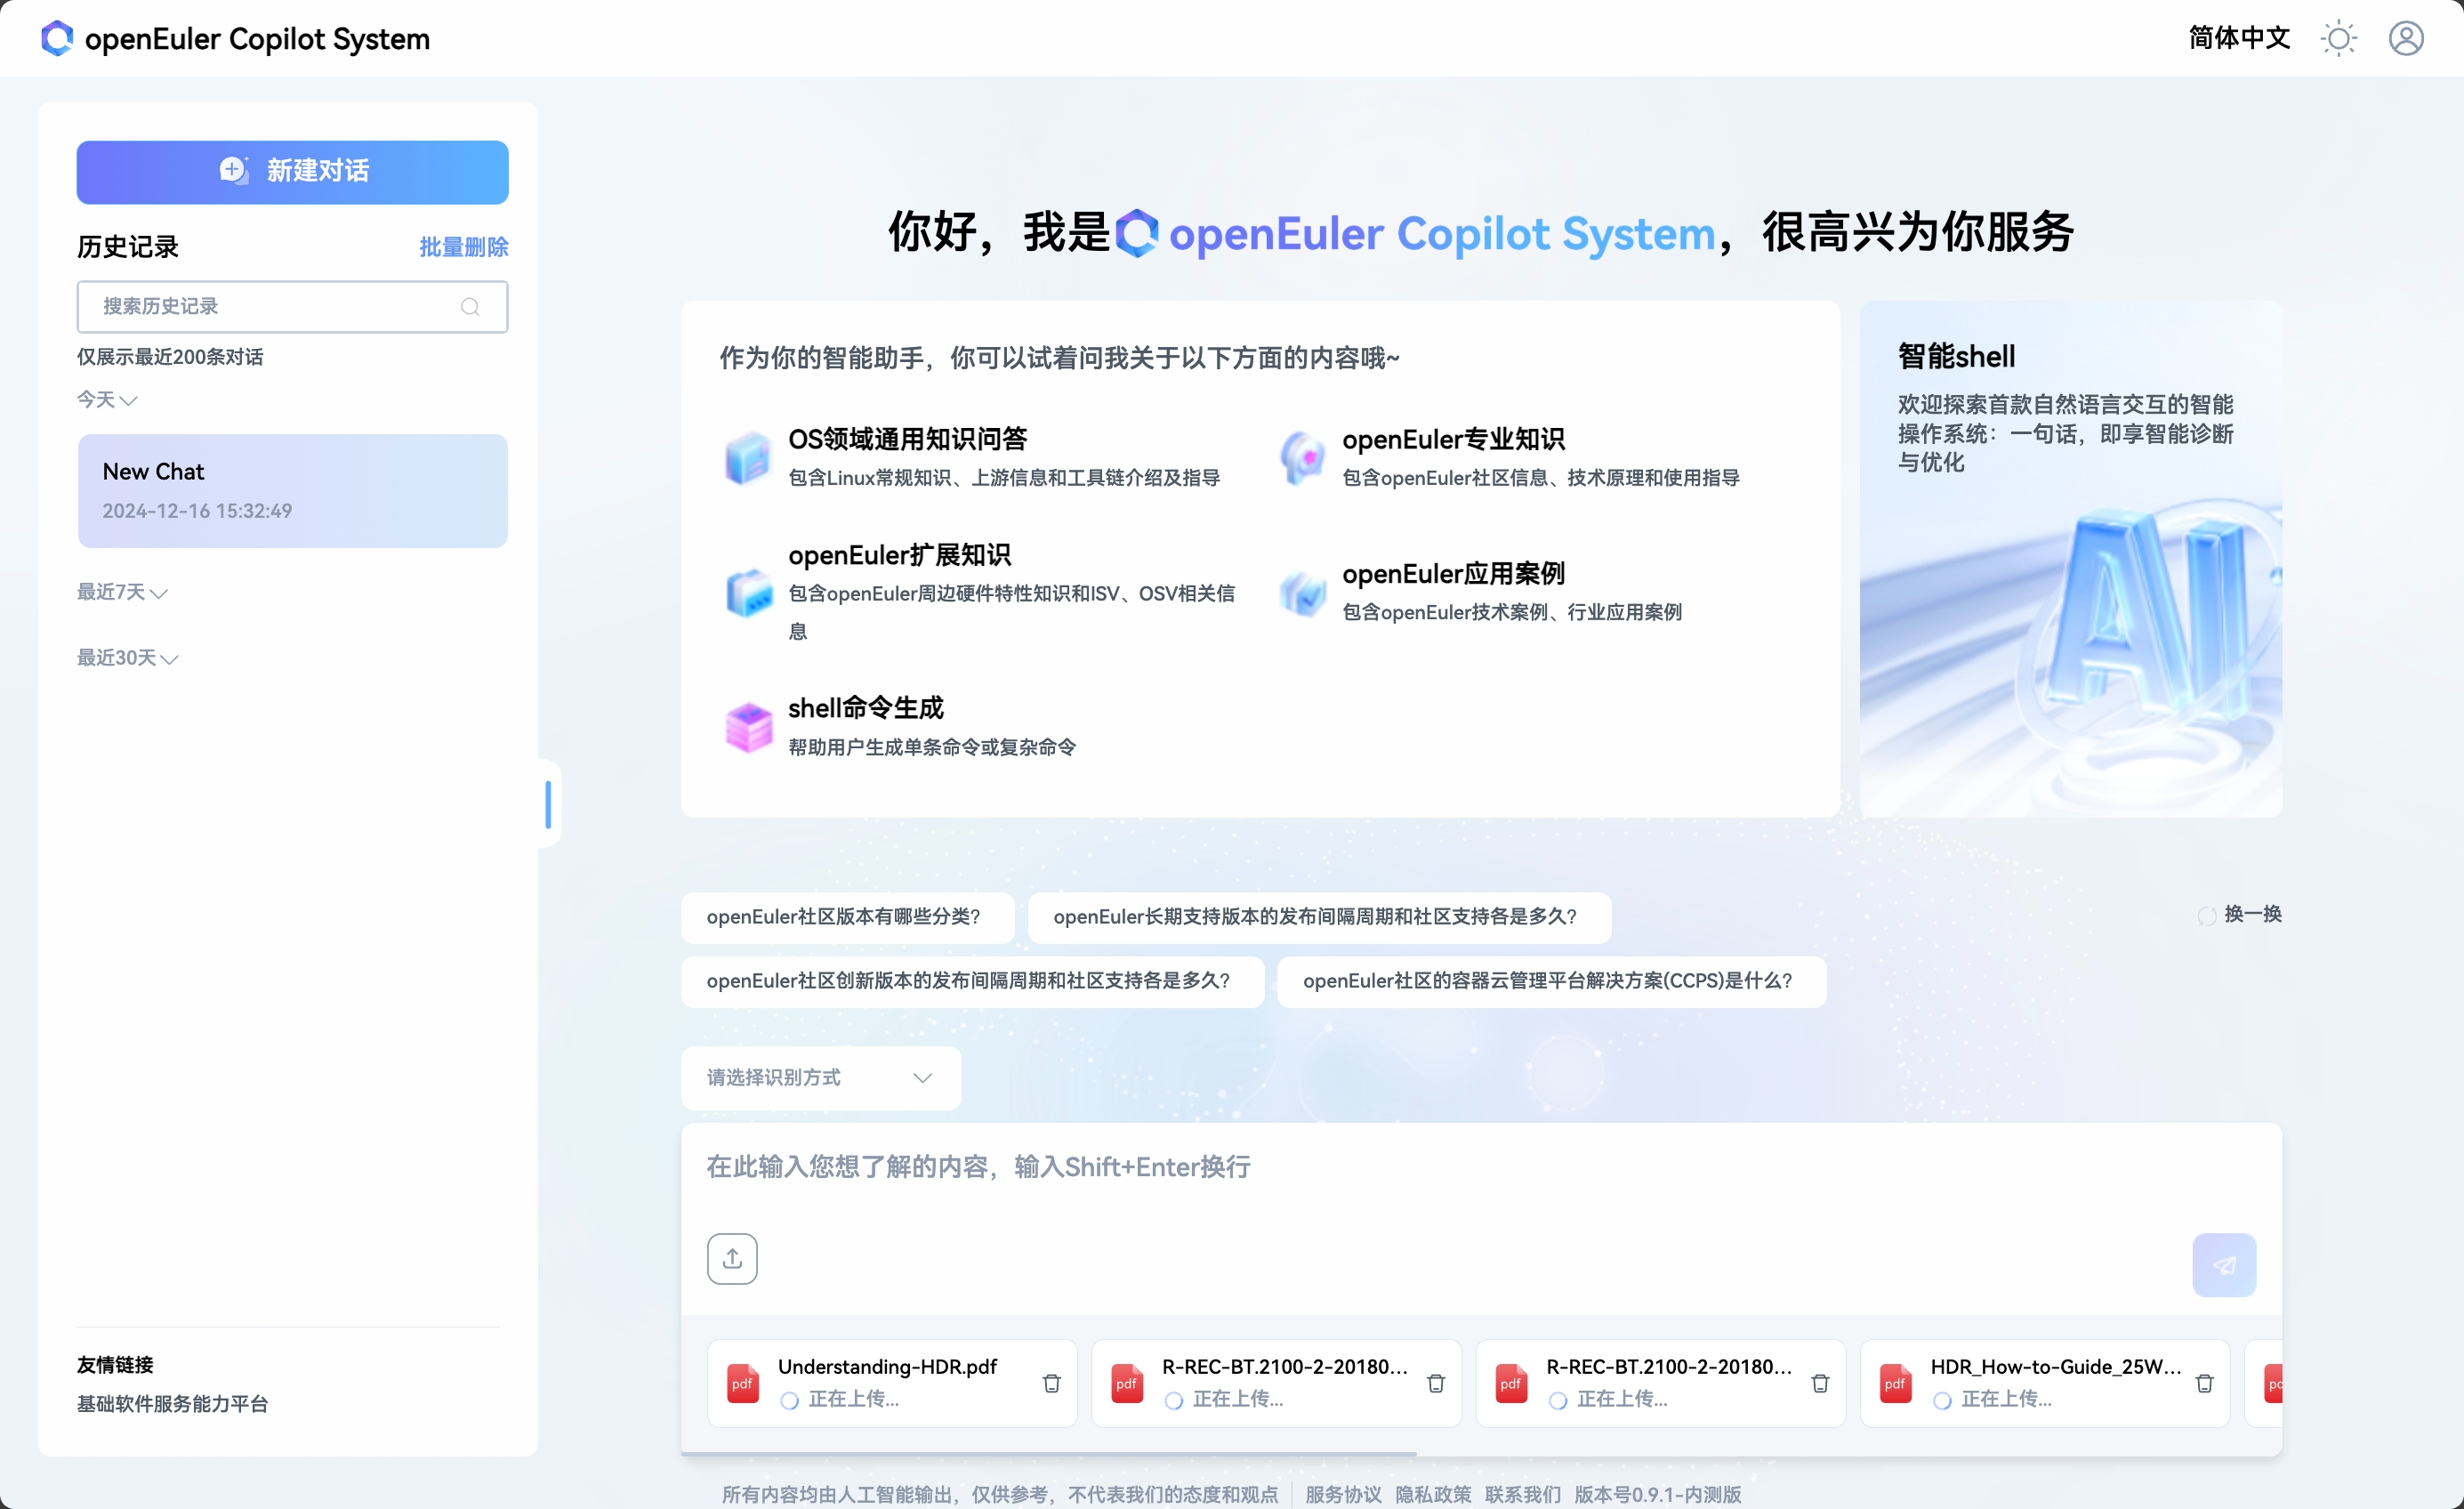 openEuler Copilot System
简体中文
新建对话
历史记录 批量删除
搜索历史记录
仅展示最近200条对话
今天
New Chat
2024-12-16 15:32:49
最近7天
最近30天
友情链接
基础软件服务能力平台
你好，我是 openEuler Copilot System，很高兴为你服务
作为你的智能助手，你可以试着问我关于以下方面的内容哦~
OS领域通用知识问答
包含Linux常规知识、上游信息和工具链介绍及指导
openEuler专业知识
包含openEuler社区信息、技术原理和使用指导
openEuler扩展知识
包含openEuler周边硬件特性知识和ISV、OSV相关信
息
openEuler应用案例
包含openEuler技术案例、行业应用案例
shell命令生成
帮助用户生成单条命令或复杂命令
智能shell
欢迎探索首款自然语言交互的智能
操作系统：一句话，即享智能诊断
与优化
AI
openEuler社区版本有哪些分类？
openEuler长期支持版本的发布间隔周期和社区支持各是多久？
换一换
openEuler社区创新版本的发布间隔周期和社区支持各是多久？
openEuler社区的容器云管理平台解决方案(CCPS)是什么？
请选择识别方式
在此输入您想了解的内容，输入Shift+Enter换行
pdf
Understanding-HDR.pdf
正在上传...
pdf
R-REC-BT.2100-2-20180...
正在上传...
pdf
R-REC-BT.2100-2-20180...
正在上传...
pdf
HDR_How-to-Guide_25W...
正在上传...
所有内容均由人工智能输出，仅供参考，不代表我们的态度和观点 服务协议 隐私政策 联系我们 版本号0.9.1-内测版